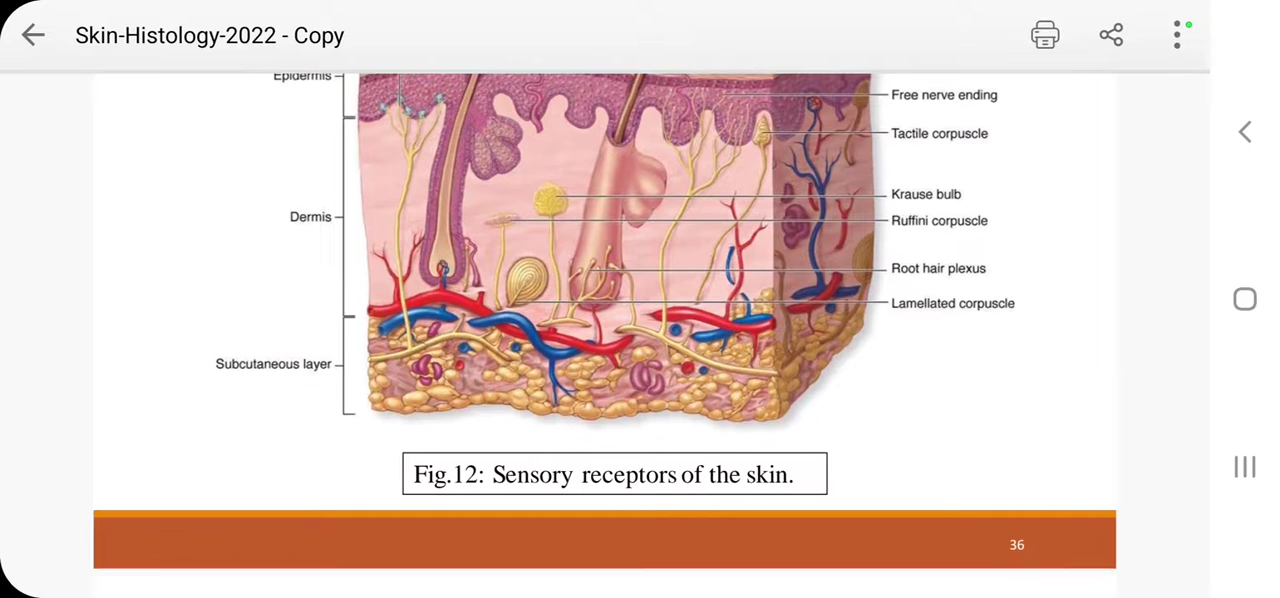 Skin-Histology-2022 - Copy
Epidermis
Free nerve ending
Tactile corpuscle
Krause bulb
Dermis
Ruffini corpuscle
Root hair plexus
Lamellated corpuscle
Subcutaneous layer
Fig.12: Sensory receptors of the skin.
36